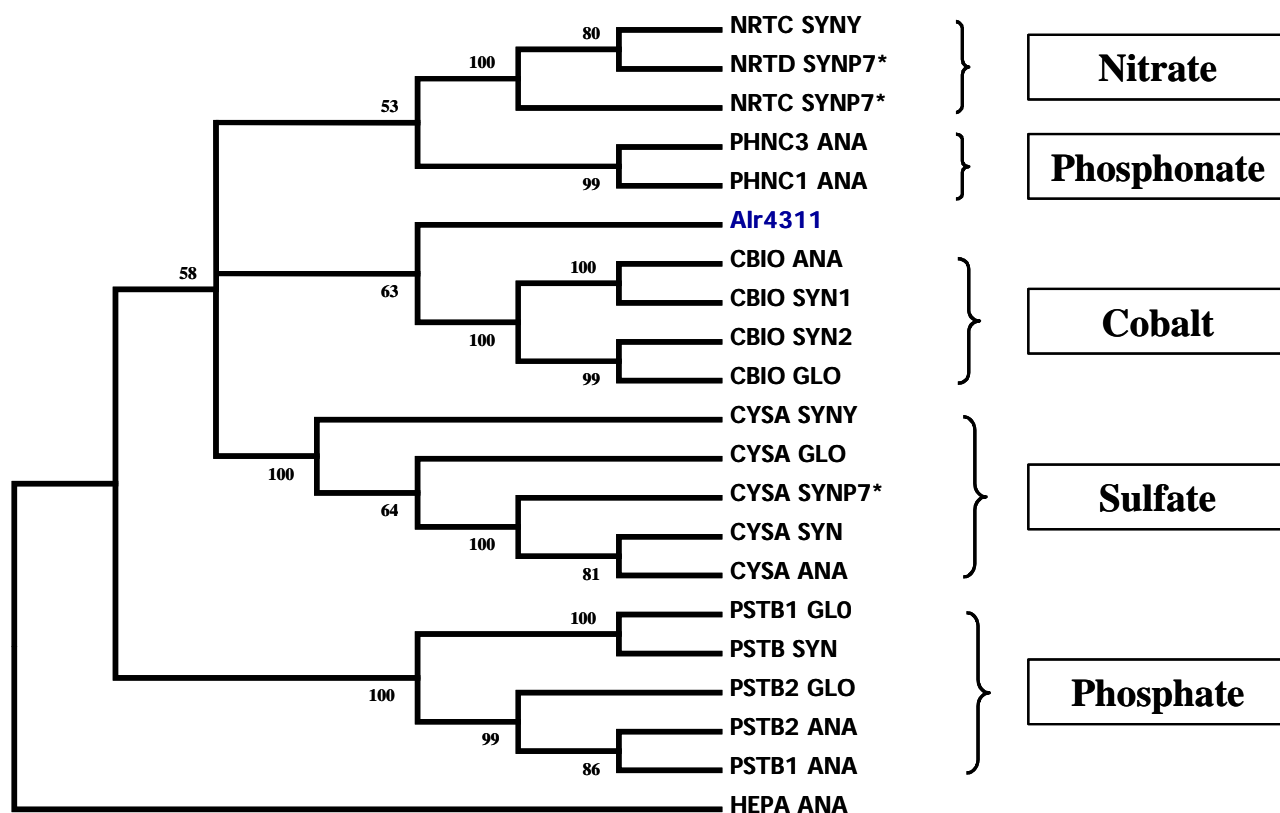 NRTC SYNY
80
NRTD SYNP7*
100
Nitrate
NRTC SYNP7*
53
PHNC3 ANA
Phosphonate
PHNC1 ANA
99
Alr4311
CBIO ANA
100
58
63
CBIO SYN1
Cobalt
CBIO SYN2
100
CBIO GLO
99
CYSA SYNY
CYSA GLO
100
CYSA SYNP7*
Sulfate
64
CYSA SYN
100
CYSA ANA
81
PSTB1 GL0
100
PSTB SYN
PSTB2 GLO
Phosphate
100
PSTB2 ANA
99
PSTB1 ANA
86
HEPA ANA